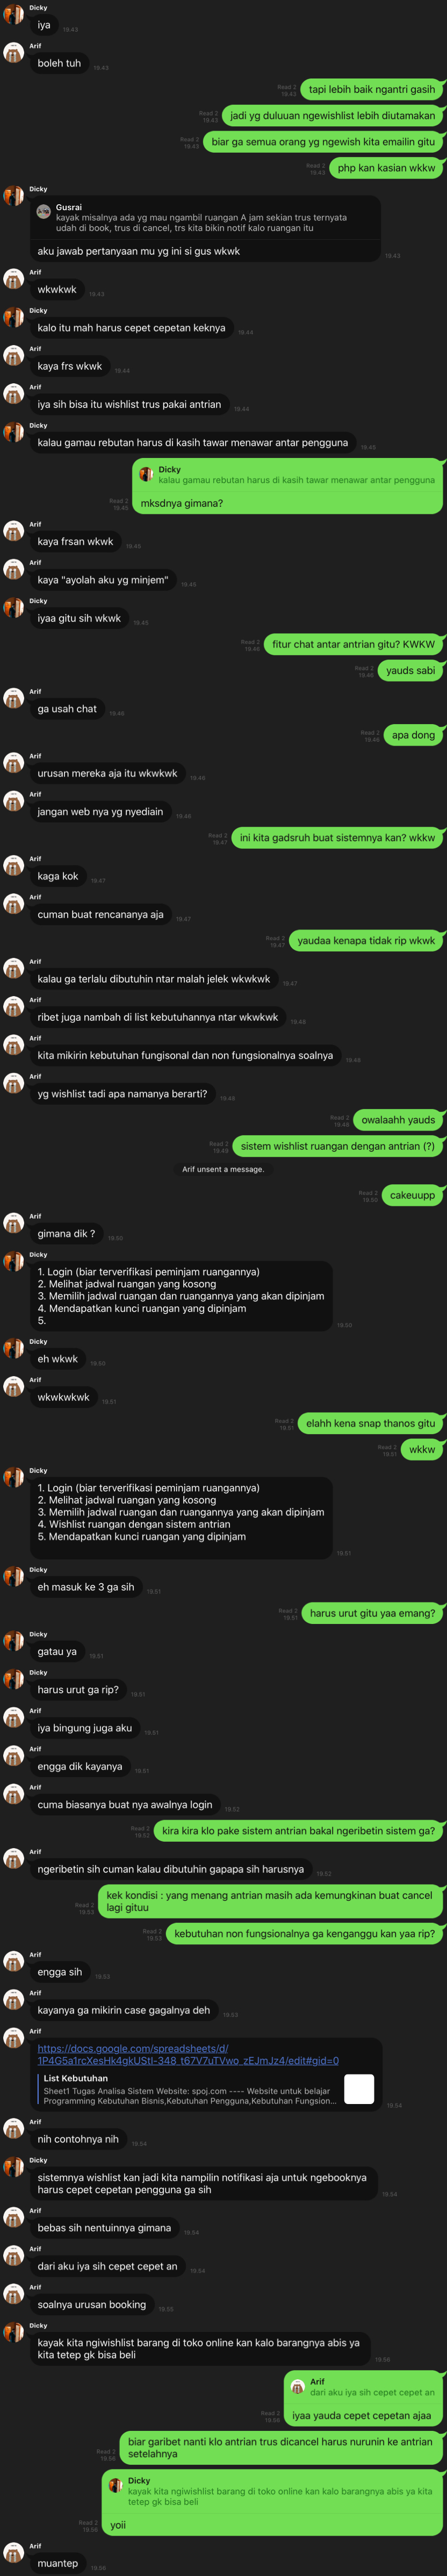 Dicky
iya
19.43
Arif
boleh tuh
19.43
Read 2
19.43
tapi lebih baik ngantri gasih
Read 2
19.43
jadi yg duluuan ngewishlist lebih diutamakan
Read 2
19.43
biar ga semua orang yg ngewish kita emailin gitu
Read 2
19.43
php kan kasian wkkw
Dicky
Gusrai
kayak misalnya ada yg mau ngambil ruangan A jam sekian trus ternyata
udah di book, trus di cancel, trs kita bikin notif kalo ruangan itu
aku jawab pertanyaan mu yg ini si gus wkwk
19.43
Arif
wkwkwk
19.43
Dicky
kalo itu mah harus cepet cepetan keknya
19.44
Arif
kaya frs wkwk
19.44
Arif
iya sih bisa itu wishlist trus pakai antrian
19.44
Dicky
kalau gamau rebutan harus di kasih tawar menawar antar pengguna
19.45
Dicky
kalau gamau rebutan harus di kasih tawar menawar antar pengguna
Read 2
19.45
mksdnya gimana?
Arif
kaya frsan wkwk
19.45
Arif
kaya "ayolah aku yg minjem"
19.45
Dicky
iyaa gitu sih wkwk
19.45
Read 2
19.46
fitur chat antar antrian gitu? KWKW
Read 2
19.46
yauds sabi
Arif
ga usah chat
19.46
Read 2
19.46
apa dong
Arif
urusan mereka aja itu wkwkwk
19.46
Arif
jangan web nya yg nyediain
19.46
Read 2
19.47
ini kita gadsruh buat sistemnya kan? wkkw
Arif
kaga kok
19.47
Arif
cuman buat rencananya aja
19.47
Read 2
19.47
yaudaa kenapa tidak rip wkwk
Arif
kalau ga terlalu dibutuhin ntar malah jelek wkwkwk
19.47
Arif
ribet juga nambah di list kebutuhannya ntar wkwkwk
19.48
Arif
kita mikirin kebutuhan fungisonal dan non fungsionalnya soalnya
19.48
Arif
yg wishlist tadi apa namanya berarti?
19.48
Read 2
19.48
owalaahh yauds
Read 2
19.49
sistem wishlist ruangan dengan antrian (?)
Arif unsent a message.
Read 2
19.50
cakeuupp
Arif
gimana dik ?
19.50
Dicky
1. Login (biar terverifikasi peminjam ruangannya)
2. Melihat jadwal ruangan yang kosong
3. Memilih jadwal ruangan dan ruangannya yang akan dipinjam
4. Mendapatkan kunci ruangan yang dipinjam
5.
19.50
Dicky
eh wkwk
19.50
Arif
wkwkwkwk
19.51
Read 2
19.51
elahh kena snap thanos gitu
Read 2
19.51
wkkw
Dicky
1. Login (biar terverifikasi peminjam ruangannya)
2. Melihat jadwal ruangan yang kosong
3. Memilih jadwal ruangan dan ruangannya yang akan dipinjam
4. Wishlist ruangan dengan sistem antrian
5. Mendapatkan kunci ruangan yang dipinjam
19.51
Dicky
eh masuk ke 3 ga sih
19.51
Read 2
19.51
harus urut gitu yaa emang?
Dicky
gatau ya
19.51
Dicky
harus urut ga rip?
19.51
Arif
iya bingung juga aku
19.51
Arif
engga dik kayanya
19.51
Arif
cuma biasanya buat nya awalnya login
19.52
Read 2
19.52
kira kira klo pake sistem antrian bakal ngeribetin sistem ga?
Arif
ngeribetin sih cuman kalau dibutuhin gapapa sih harusnya
19.52
Read 2
19.53
kek kondisi : yang menang antrian masih ada kemungkinan buat cancel
lagi gituu
Read 2
19.53
kebutuhan non fungsionalnya ga kenganggu kan yaa rip?
Arif
engga sih
19.53
Arif
kayanya ga mikirin case gagalnya deh
19.53
Arif
https://docs.google.com/spreadsheets/d/
1P4G5a1rcXesHk4gkUStI-348_t67V7uTVwo_zEJmJz4/edit#gid=0
List Kebutuhan
Sheet1 Tugas Analisa Sistem Website: spoj.com ---- Website untuk belajar
Programming Kebutuhan Bisnis,Kebutuhan Pengguna,Kebutuhan Fungsion...
19.54
Arif
nih contohnya nih
19.54
Dicky
sistemnya wishlist kan jadi kita nampilin notifikasi aja untuk ngebooknya
harus cepet cepetan pengguna ga sih
19.54
Arif
bebas sih nentuinnya gimana
19.54
Arif
dari aku iya sih cepet cepet an
19.54
Arif
soalnya urusan booking
19.55
Dicky
kayak kita ngiwishlist barang di toko online kan kalo barangnya abis ya
kita tetep gk bisa beli
19.56
Arif
dari aku iya sih cepet cepet an
Read 2
19.56
iyaa yauda cepet cepetan ajaa
Read 2
19.56
biar garibet nanti klo antrian trus dicancel harus nurunin ke antrian
setelahnya
Dicky
kayak kita ngiwishlist barang di toko online kan kalo barangnya abis ya kita
tetep gk bisa beli
Read 2
19.56
yoii
Arif
muantep
19.56